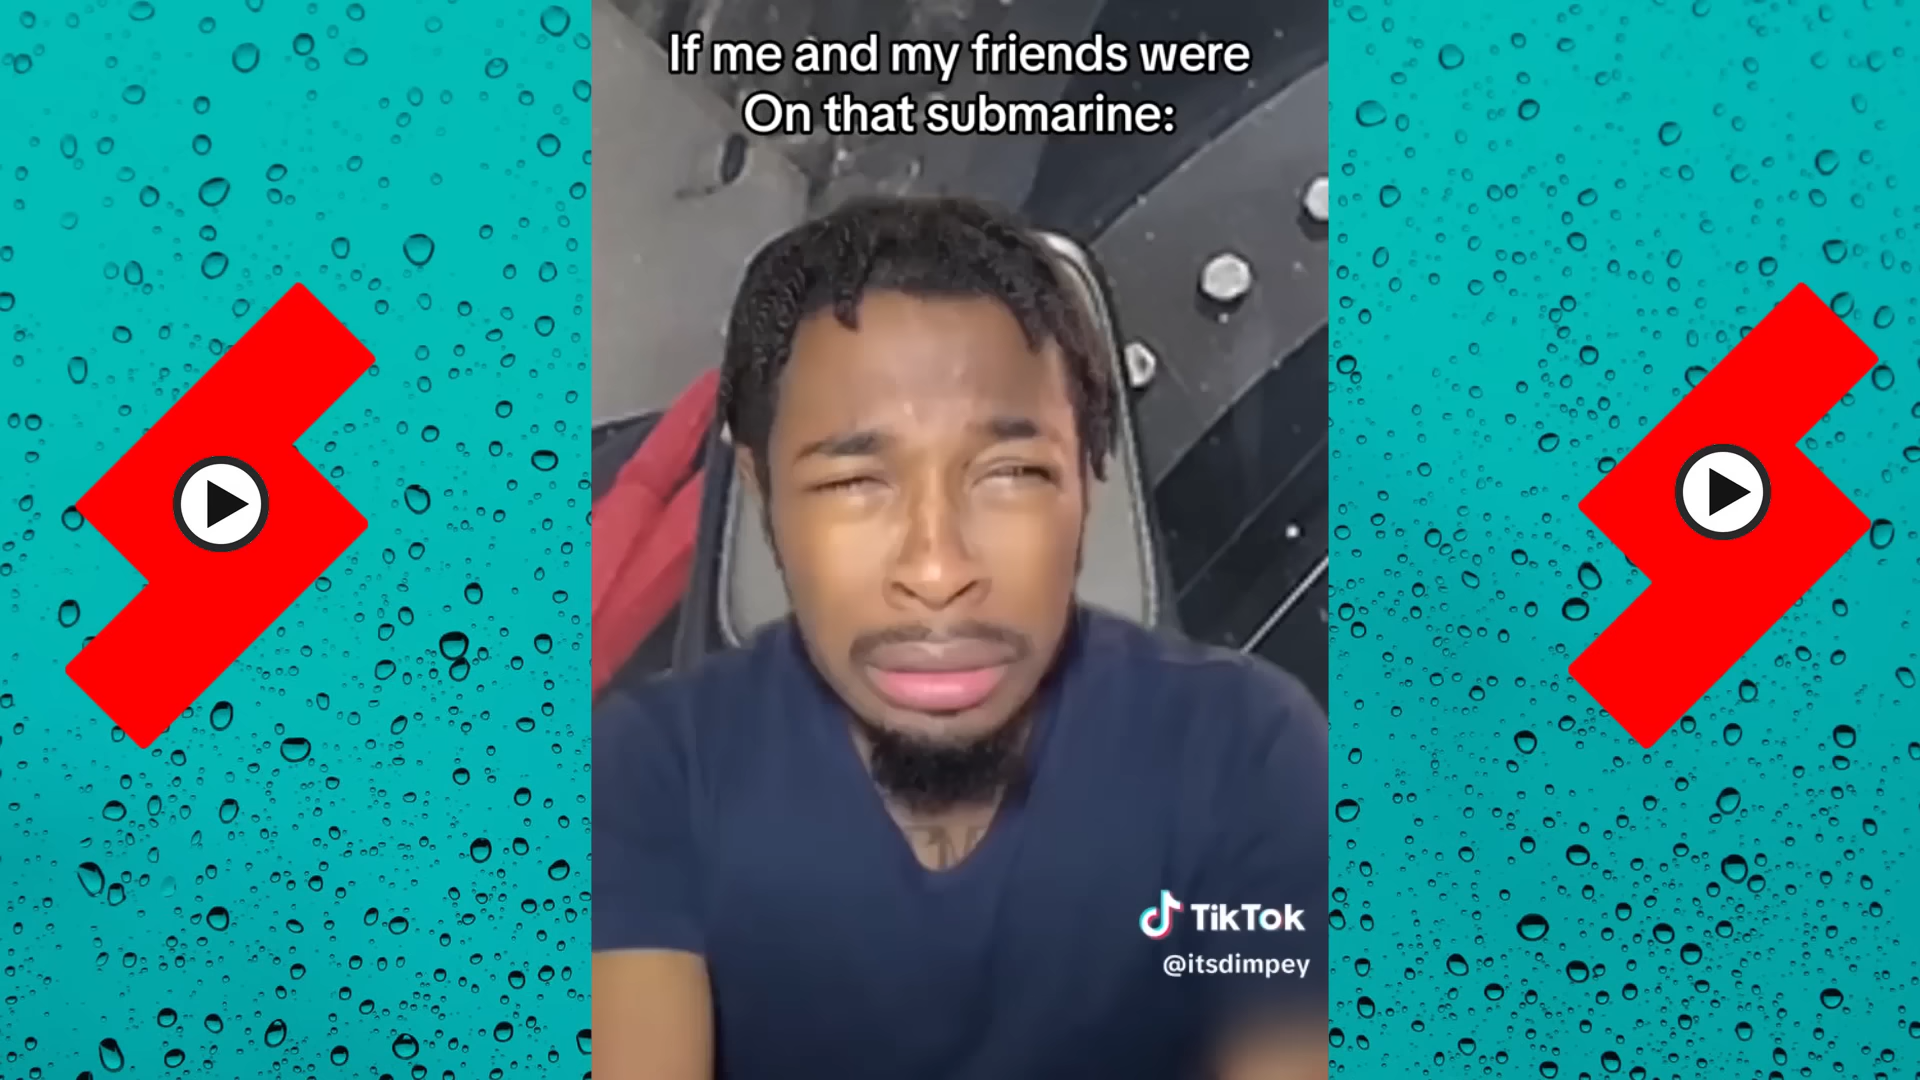 If me and my friends were
On that submarine:
TikTok
@itsdimpey